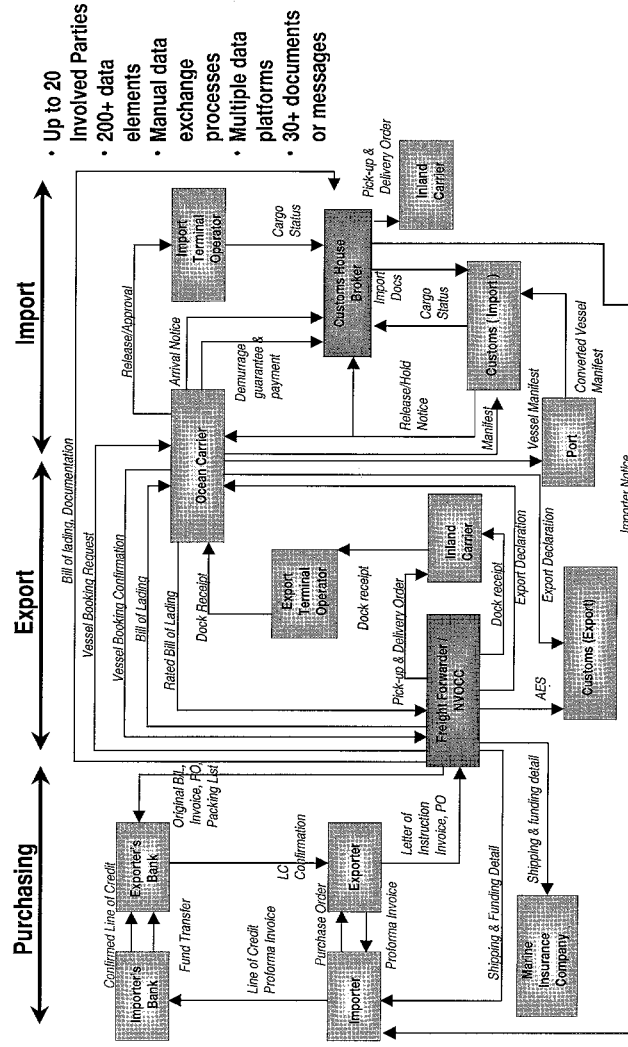 Purchasing
Export
Import
• Up to 20
Involved Parties
• 200+ data
elements
• Manual data
exchange
processes
• Multiple data
platforms
• 30+ documents
or messages
Bill of lading, Documentation
Vessel Booking Request
Vessel Booking Confirmation
Bill of Lading
Rated Bill of Lading
Dock Receipt
Confirmed Line of Credit
Importer's
Bank
Exporter's
Bank
Fund Transfer
Original Bill,
Invoice, PO,
Packing List
Line of Credit
Proforma Invoice
LC
Confirmation
Purchase Order
Importer
Exporter
Proforma Invoice
Letter of
Instruction
Invoice, PO
Shipping & Funding Detail
Shipping & funding detail
Marine
Insurance
Company
Freight Forwarder /
NVOCC
Pick-up & Delivery Order
Export
Terminal
Operator
Dock receipt
Inland
Carrier
Dock receipt
Export Declaration
Export Declaration
AES
Customs (Export)
Ocean Carrier
Release/Approval
Arrival Notice
Demurrage
guarantee &
payment
Import
Terminal
Operator
Cargo
Status
Customs House
Broker
Pick-up &
Delivery Order
Inland
Carrier
Import
Docs
Cargo
Status
Release/Hold
Notice
Manifest
Customs (Import)
Vessel Manifest
Port
Converted Vessel
Manifest
Importer Notice